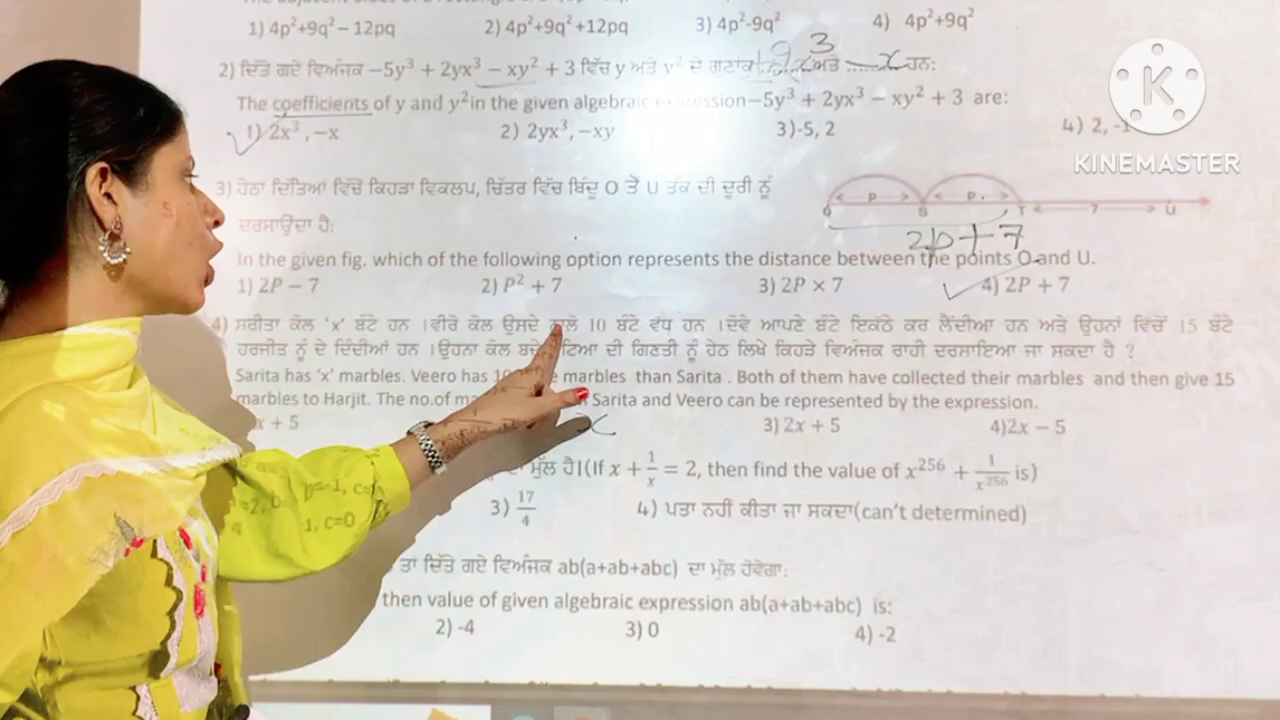 1) 4p²+9q²− 12pq 2) 4p²+9q²+12pq 3) 4p²-9q² 4) 4p²+9q²
2) ਦਿੱਤੇ ਗਏ ਵਿਅੰਜਕ −5y³ + 2yx³ − xy² + 3 ਵਿੱਚ y ਅਤੇ y² ਦੇ ਗੁਣਾਂਕ ਅਤੇ ......x ਹਨ:
The coefficients of y and y²in the given algebraic expression−5y³ + 2yx³ − xy² + 3 are:
1) 2x³ , −x 2) 2yx³, −xy 3)-5, 2 4) 2, -1
KINEMASTER
3) ਹੇਠਾਂ ਦਿੱਤਿਆਂ ਵਿੱਚੋਂ ਕਿਹੜਾ ਵਿਕਲਪ, ਚਿੱਤਰ ਵਿੱਚ ਬਿੰਦੂ O ਤੋਂ U ਤੱਕ ਦੀ ਦੂਰੀ ਨੂੰ
ਦਰਸਾਉਂਦਾ ਹੈ:
P P
O S T 7 U
2p+7
In the given fig. which of the following option represents the distance between the points O and U.
1) 2P − 7 2) P² + 7 3) 2P × 7 4) 2P + 7
4) ਸਰੀਤਾ ਕੋਲ 'x' ਬੰਟੇ ਹਨ ।ਵੀਰੋ ਕੋਲ ਉਸਦੇ ਨਾਲੋ 10 ਬੰਟੇ ਵੱਧ ਹਨ ।ਦੋਵੇ ਆਪਣੇ ਬੰਟੇ ਇਕੱਠੇ ਕਰ ਲੈਂਦੀਆ ਹਨ ਅਤੇ ਉਹਨਾਂ ਵਿੱਚੋਂ 15 ਬੰਟੇ
ਹਰਜੀਤ ਨੂੰ ਦੇ ਦਿੰਦੀਆਂ ਹਨ ।ਉਹਨਾ ਕੋਲ ਦੀ ਗਿਣਤੀ ਨੂੰ ਹੇਠ ਲਿਖੇ ਕਿਹੜੇ ਵਿਅੰਜਕ ਰਾਹੀ ਦਰਸਾਇਆ ਜਾ ਸਕਦਾ ਹੈ ?
Sarita has 'x' marbles. Veero has 10 marbles than Sarita . Both of them have collected their marbles and then give 15
marbles to Harjit. The no.of Sarita and Veero can be represented by the expression.
x + 5 x 3) 2x + 5 4)2x − 5
ਮੁੱਲ ਹੈ।(If x + 1/x = 2, then find the value of x²⁵⁶ + 1/x²⁵⁶ is)
3) 17/4 4) ਪਤਾ ਨਹੀਂ ਕੀਤਾ ਜਾ ਸਕਦਾ(can't determined)
b=-1, c=
1, c=0
ਤਾਂ ਦਿੱਤੇ ਗਏ ਵਿਅੰਜਕ ab(a+ab+abc) ਦਾ ਮੁੱਲ ਹੋਵੇਗਾ:
then value of given algebraic expression ab(a+ab+abc) is:
2) -4 3) 0 4) -2